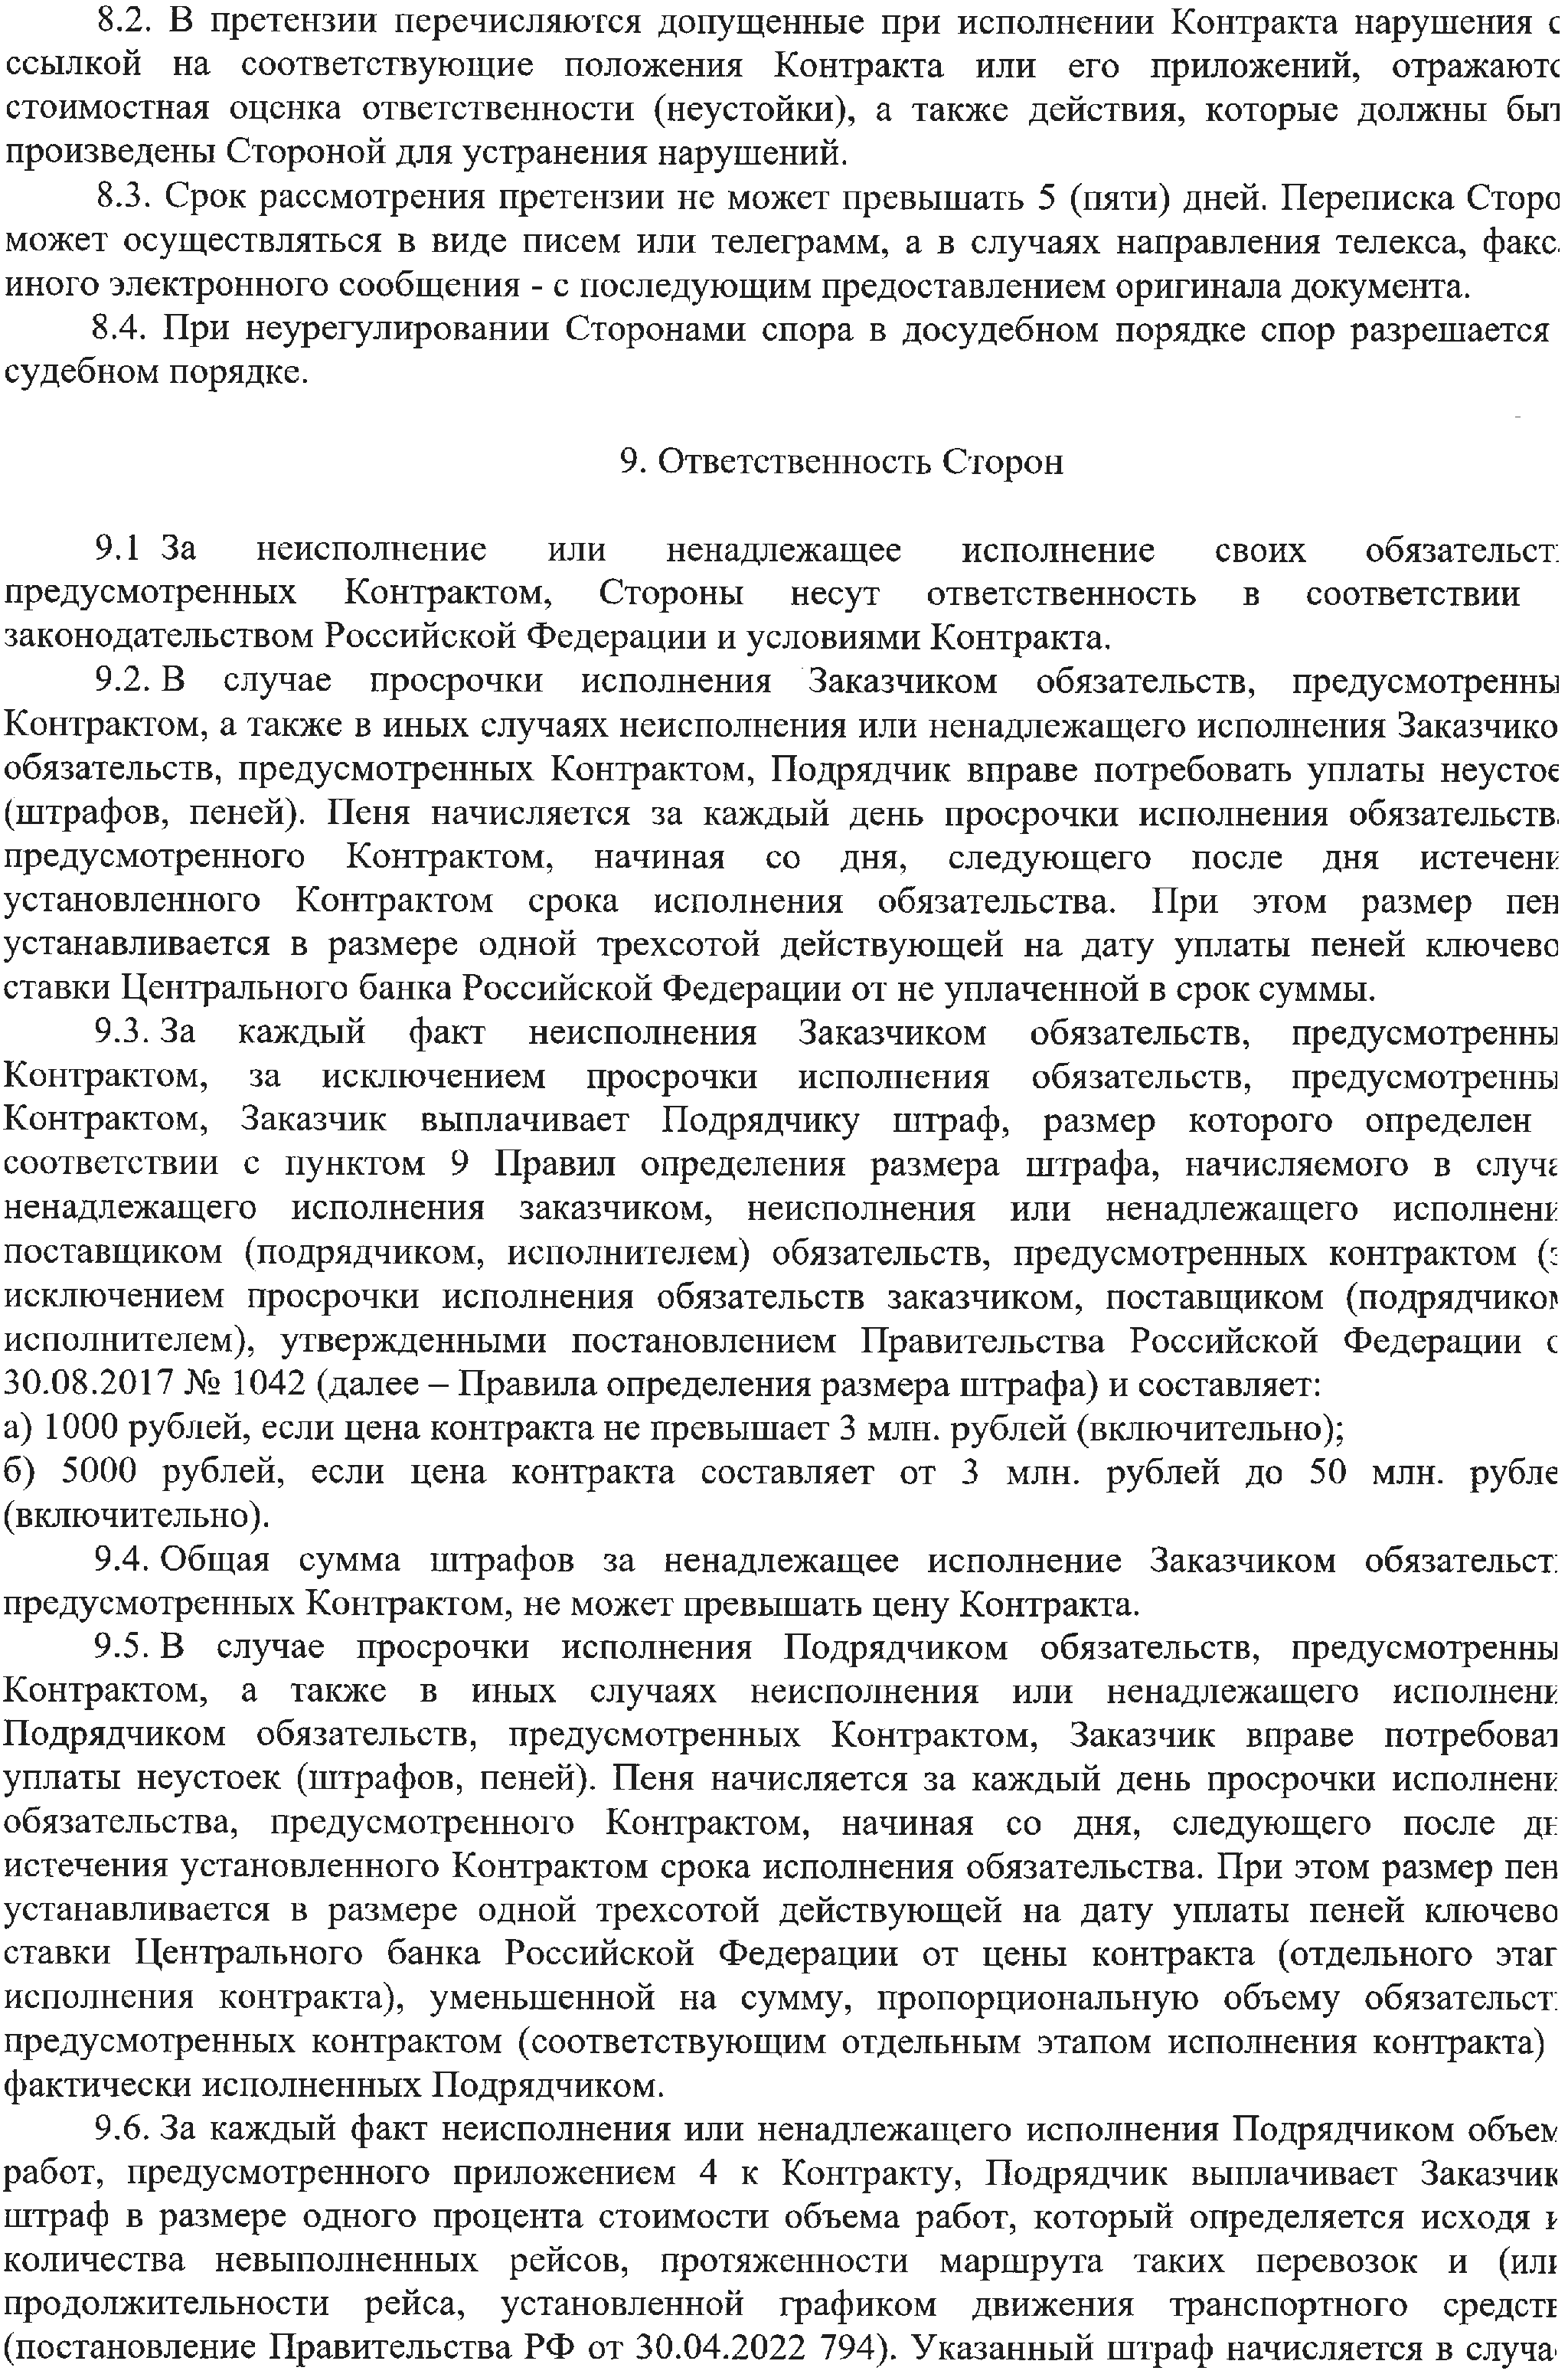 8.2. В претензии перечисляются допущенные при исполнении Контракта нарушения с
ссылкой на соответствующие положения Контракта или его приложений, отражаютс
стоимостная оценка ответственности (неустойки), а также действия, которые должны быт
произведены Стороной для устранения нарушений.
8.3. Срок рассмотрения претензии не может превышать 5 (пяти) дней. Переписка Сторо
может осуществляться в виде писем или телеграмм, а в случаях направления телекса, факс
иного электронного сообщения - с последующим предоставлением оригинала документа.
8.4. При неурегулировании Сторонами спора в досудебном порядке спор разрешается
судебном порядке.
9. Ответственность Сторон
9.1 За неисполнение или ненадлежащее исполнение своих обязательст
предусмотренных Контрактом, Стороны несут ответственность в соответствии
законодательством Российской Федерации и условиями Контракта.
9.2. В случае просрочки исполнения Заказчиком обязательств, предусмотренны
Контрактом, а также в иных случаях неисполнения или ненадлежащего исполнения Заказчико
обязательств, предусмотренных Контрактом, Подрядчик вправе потребовать уплаты неустое
(штрафов, пеней). Пеня начисляется за каждый день просрочки исполнения обязательств
предусмотренного Контрактом, начиная со дня, следующего после дня истечени
установленного Контрактом срока исполнения обязательства. При этом размер пен
устанавливается в размере одной трехсотой действующей на дату уплаты пеней ключево
ставки Центрального банка Российской Федерации от не уплаченной в срок суммы.
9.3. За каждый факт неисполнения Заказчиком обязательств, предусмотренны
Контрактом, за исключением просрочки исполнения обязательств, предусмотренны
Контрактом, Заказчик выплачивает Подрядчику штраф, размер которого определен
соответствии с пунктом 9 Правил определения размера штрафа, начисляемого в случа
ненадлежащего исполнения заказчиком, неисполнения или ненадлежащего исполнени
поставщиком (подрядчиком, исполнителем) обязательств, предусмотренных контрактом (з
исключением просрочки исполнения обязательств заказчиком, поставщиком (подрядчиком
исполнителем), утвержденными постановлением Правительства Российской Федерации о
30.08.2017 № 1042 (далее – Правила определения размера штрафа) и составляет:
а) 1000 рублей, если цена контракта не превышает 3 млн. рублей (включительно);
б) 5000 рублей, если цена контракта составляет от 3 млн. рублей до 50 млн. рубле
(включительно).
9.4. Общая сумма штрафов за ненадлежащее исполнение Заказчиком обязательст
предусмотренных Контрактом, не может превышать цену Контракта.
9.5. В случае просрочки исполнения Подрядчиком обязательств, предусмотренны
Контрактом, а также в иных случаях неисполнения или ненадлежащего исполнени
Подрядчиком обязательств, предусмотренных Контрактом, Заказчик вправе потребоват
уплаты неустоек (штрафов, пеней). Пеня начисляется за каждый день просрочки исполнени
обязательства, предусмотренного Контрактом, начиная со дня, следующего после дн
истечения установленного Контрактом срока исполнения обязательства. При этом размер пен
устанавливается в размере одной трехсотой действующей на дату уплаты пеней ключево
ставки Центрального банка Российской Федерации от цены контракта (отдельного этап
исполнения контракта), уменьшенной на сумму, пропорциональную объему обязательст
предусмотренных контрактом (соответствующим отдельным этапом исполнения контракта)
фактически исполненных Подрядчиком.
9.6. За каждый факт неисполнения или ненадлежащего исполнения Подрядчиком объем
работ, предусмотренного приложением 4 к Контракту, Подрядчик выплачивает Заказчик
штраф в размере одного процента стоимости объема работ, который определяется исходя и
количества невыполненных рейсов, протяженности маршрута таких перевозок и (или
продолжительности рейса, установленной графиком движения транспортного средств
(постановление Правительства РФ от 30.04.2022 794). Указанный штраф начисляется в случа